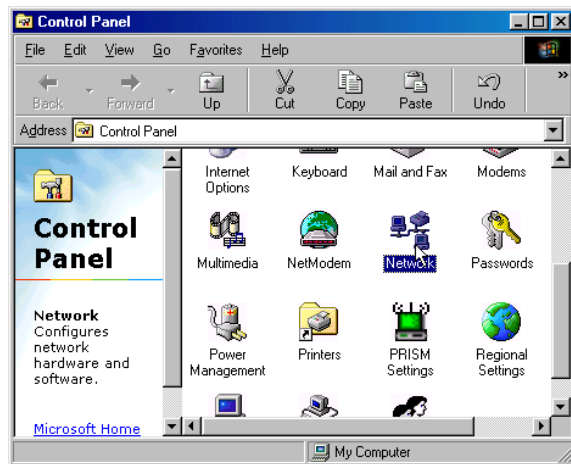 Control Panel
File Edit View Go Favorites Help
Back Forward Up Cut Copy Paste Undo »
Address Control Panel
Control
Panel
Network
Configures
network
hardware and
software.
Microsoft Home
Internet
Options
Keyboard
Mail and Fax
Modems
Multimedia
NetModem
Network
Passwords
Power
Management
Printers
PRISM
Settings
Regional
Settings
My Computer